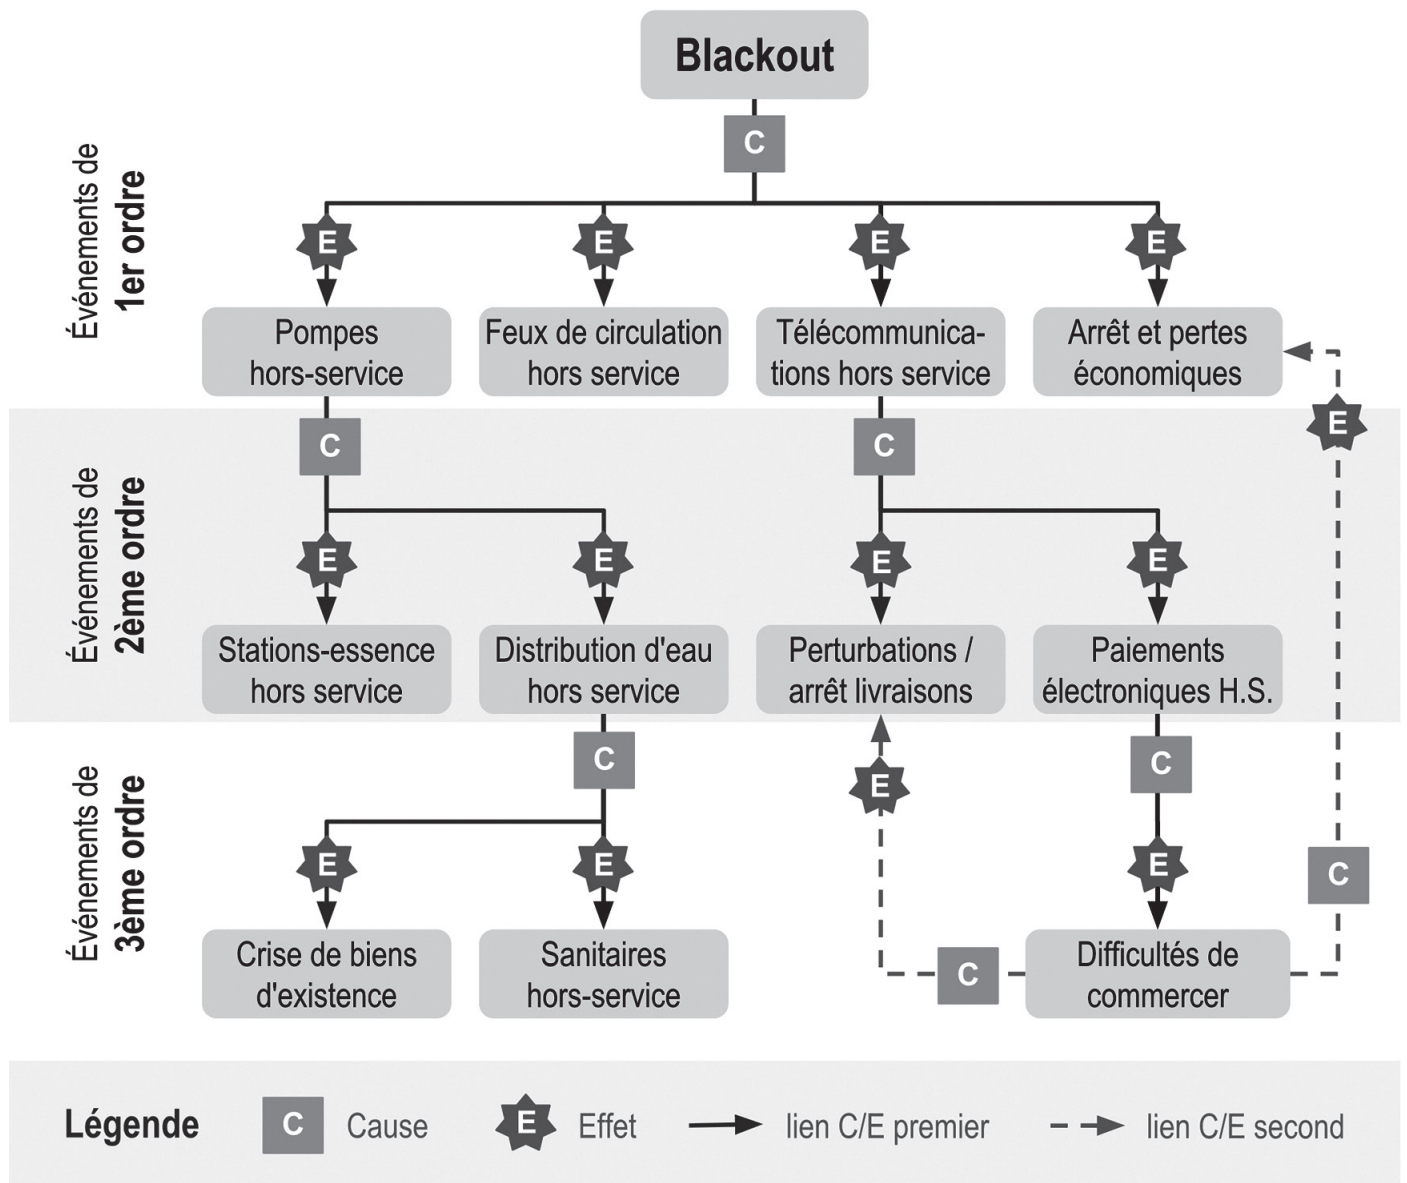 Blackout
C
Événements de
1er ordre
E
E
E
E
Pompes
hors-service
Feux de circulation
hors service
Télécommunica-
tions hors service
Arrêt et pertes
économiques
E
Événements de
2ème ordre
C
C
E
E
E
E
Stations-essence
hors service
Distribution d'eau
hors service
Perturbations /
arrêt livraisons
Paiements
électroniques H.S.
Événements de
3ème ordre
C
E
C
E
E
E
C
Crise de biens
d'existence
Sanitaires
hors-service
C
Difficultés de
commercer
Légende
C
Cause
E
Effet
lien C/E premier
lien C/E second